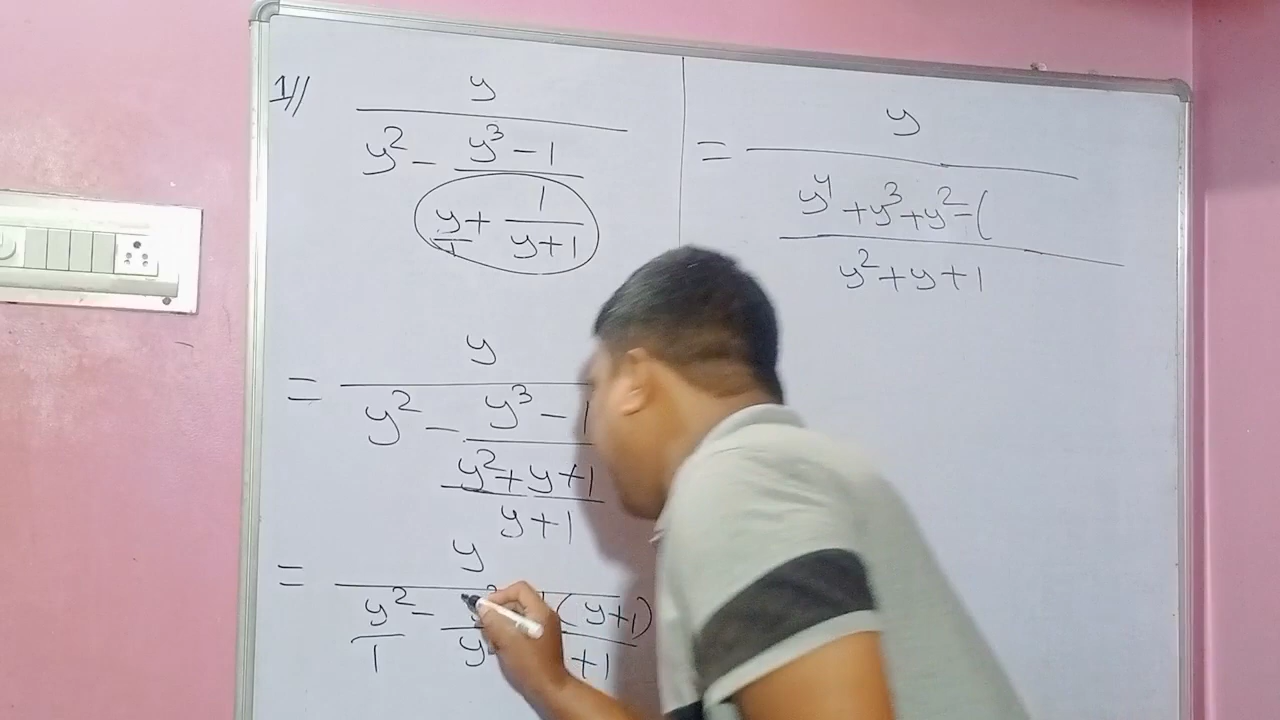 1//
y
y² - y³ - 1
y/1 + 1/y+1
= y
y² - y³ - 1
y² + y + 1
y + 1
= y
y²/1 - (y+1)
+1
= y
y⁴ + y³ + y² - (
y² + y + 1